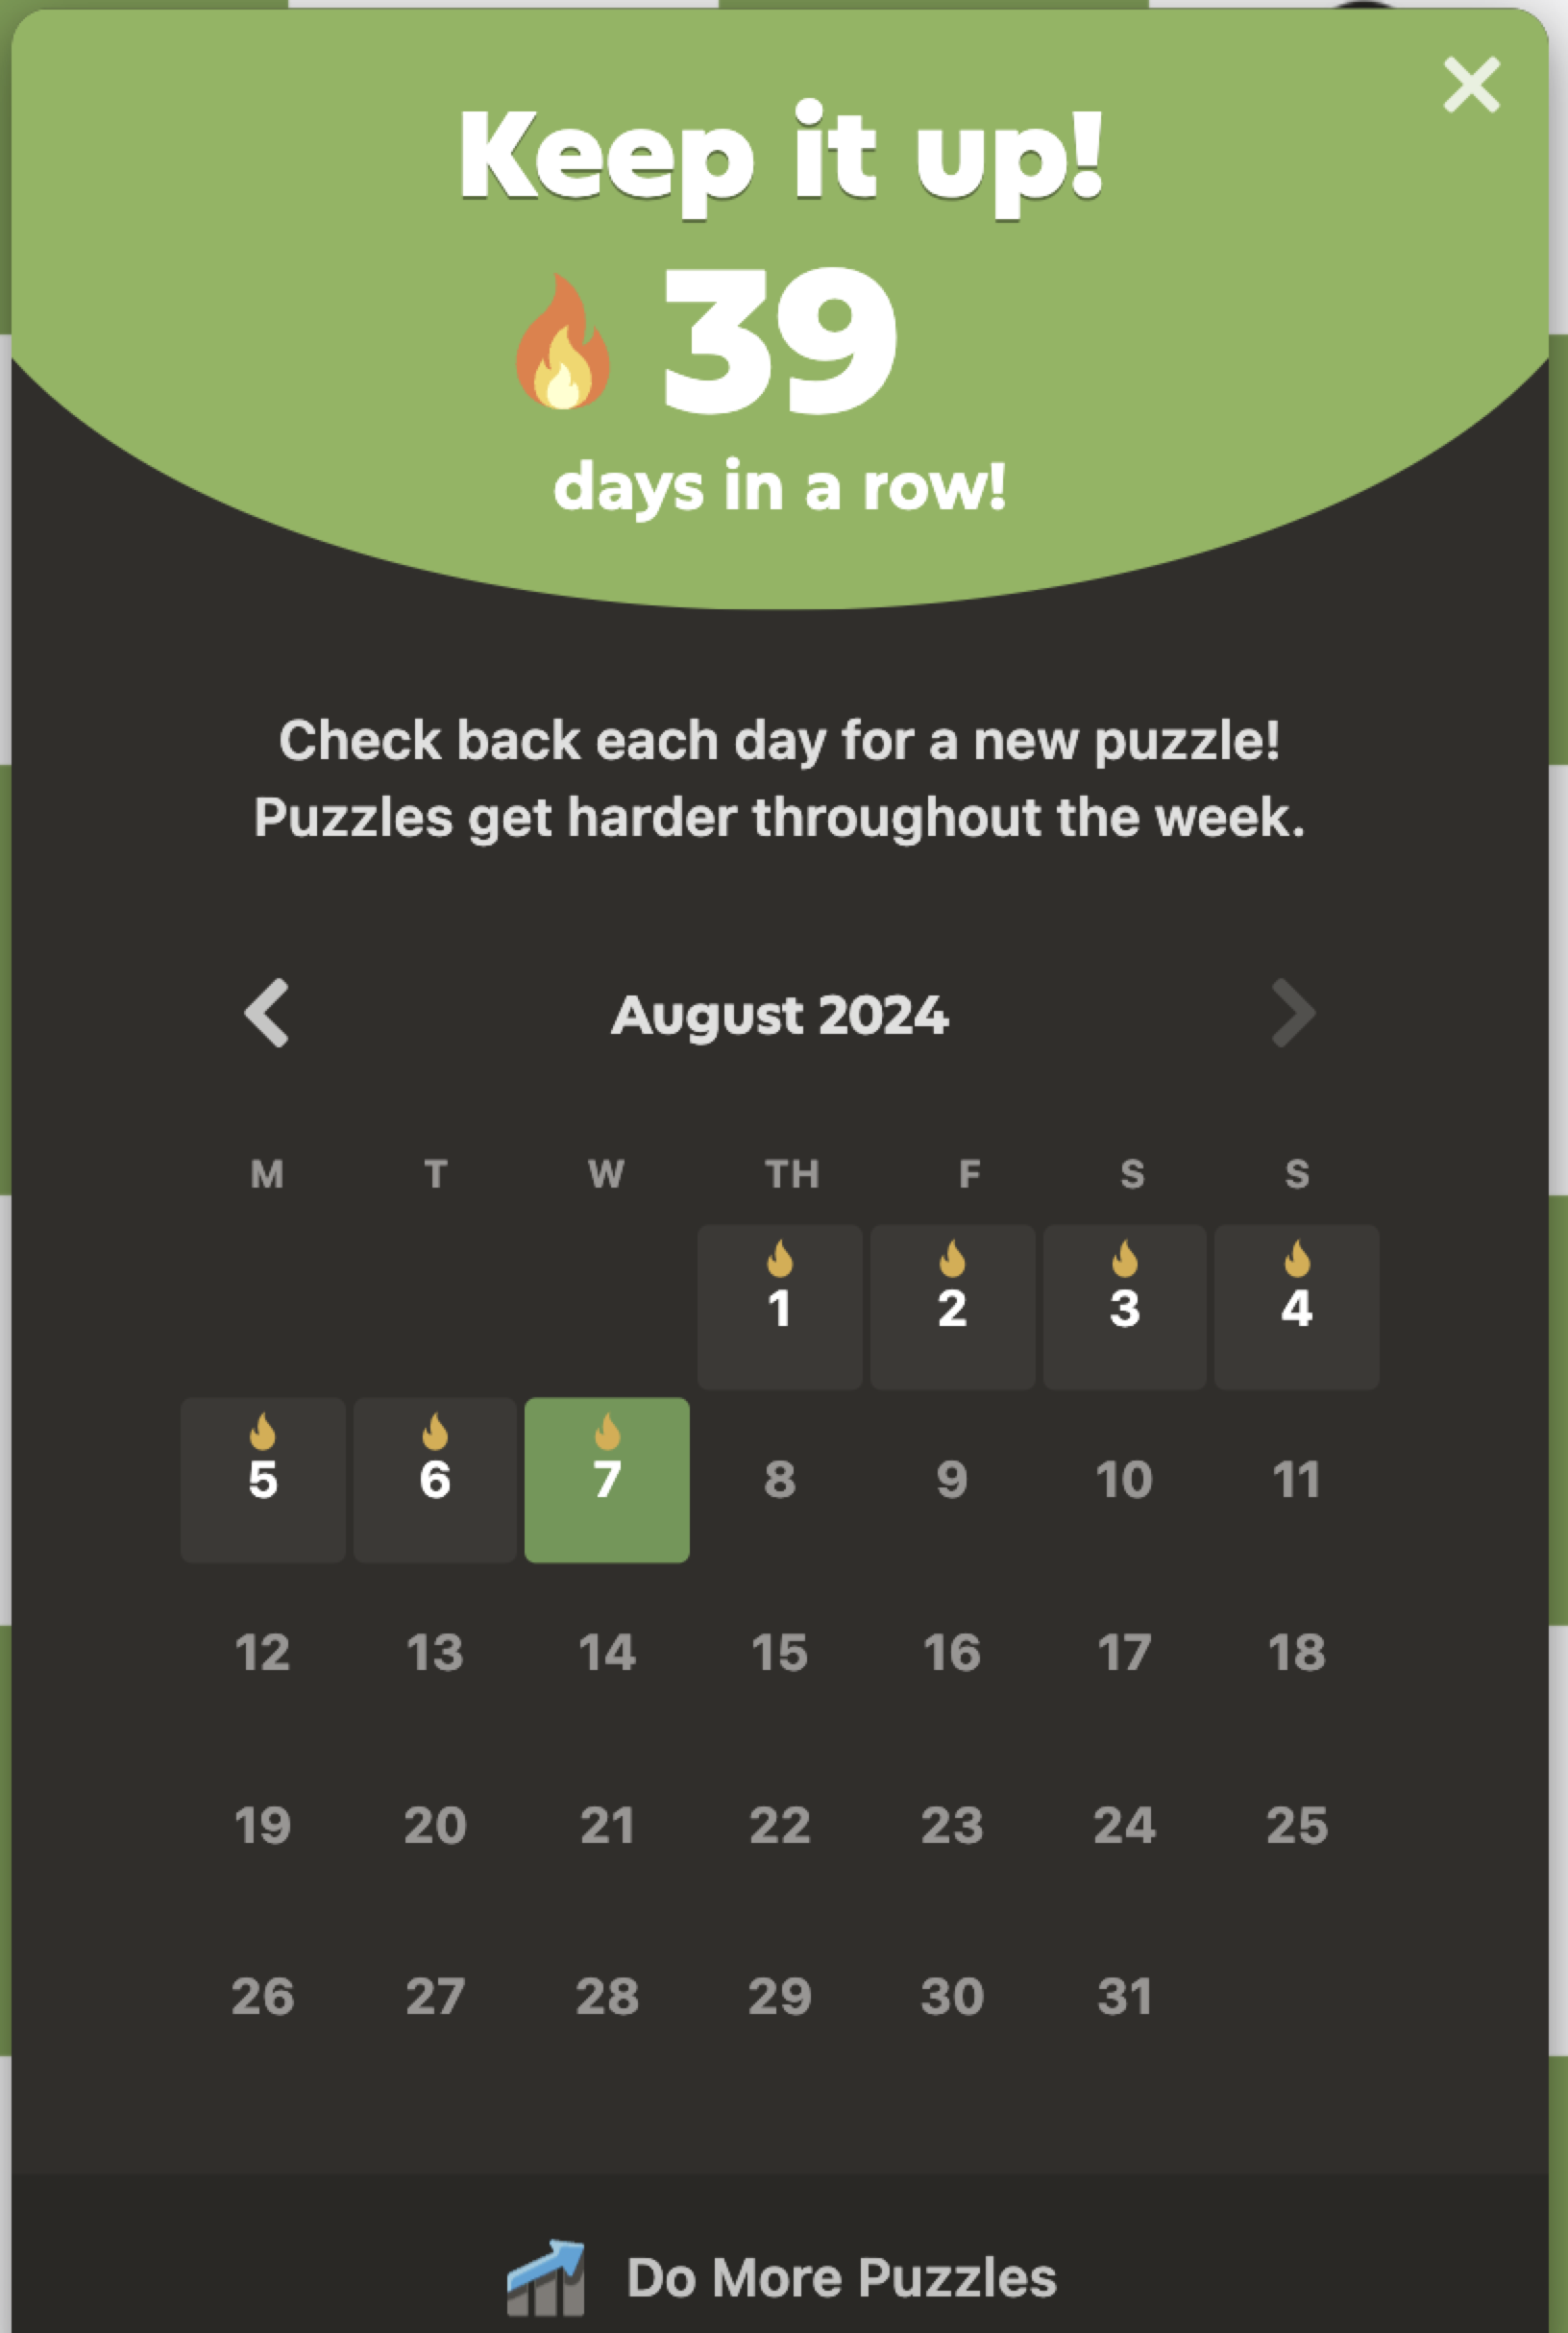 Keep it up!
39
days in a row!
Check back each day for a new puzzle!
Puzzles get harder throughout the week.
August 2024
M T W TH F S S
1 2 3 4
5 6 7 8 9 10 11
12 13 14 15 16 17 18
19 20 21 22 23 24 25
26 27 28 29 30 31
Do More Puzzles